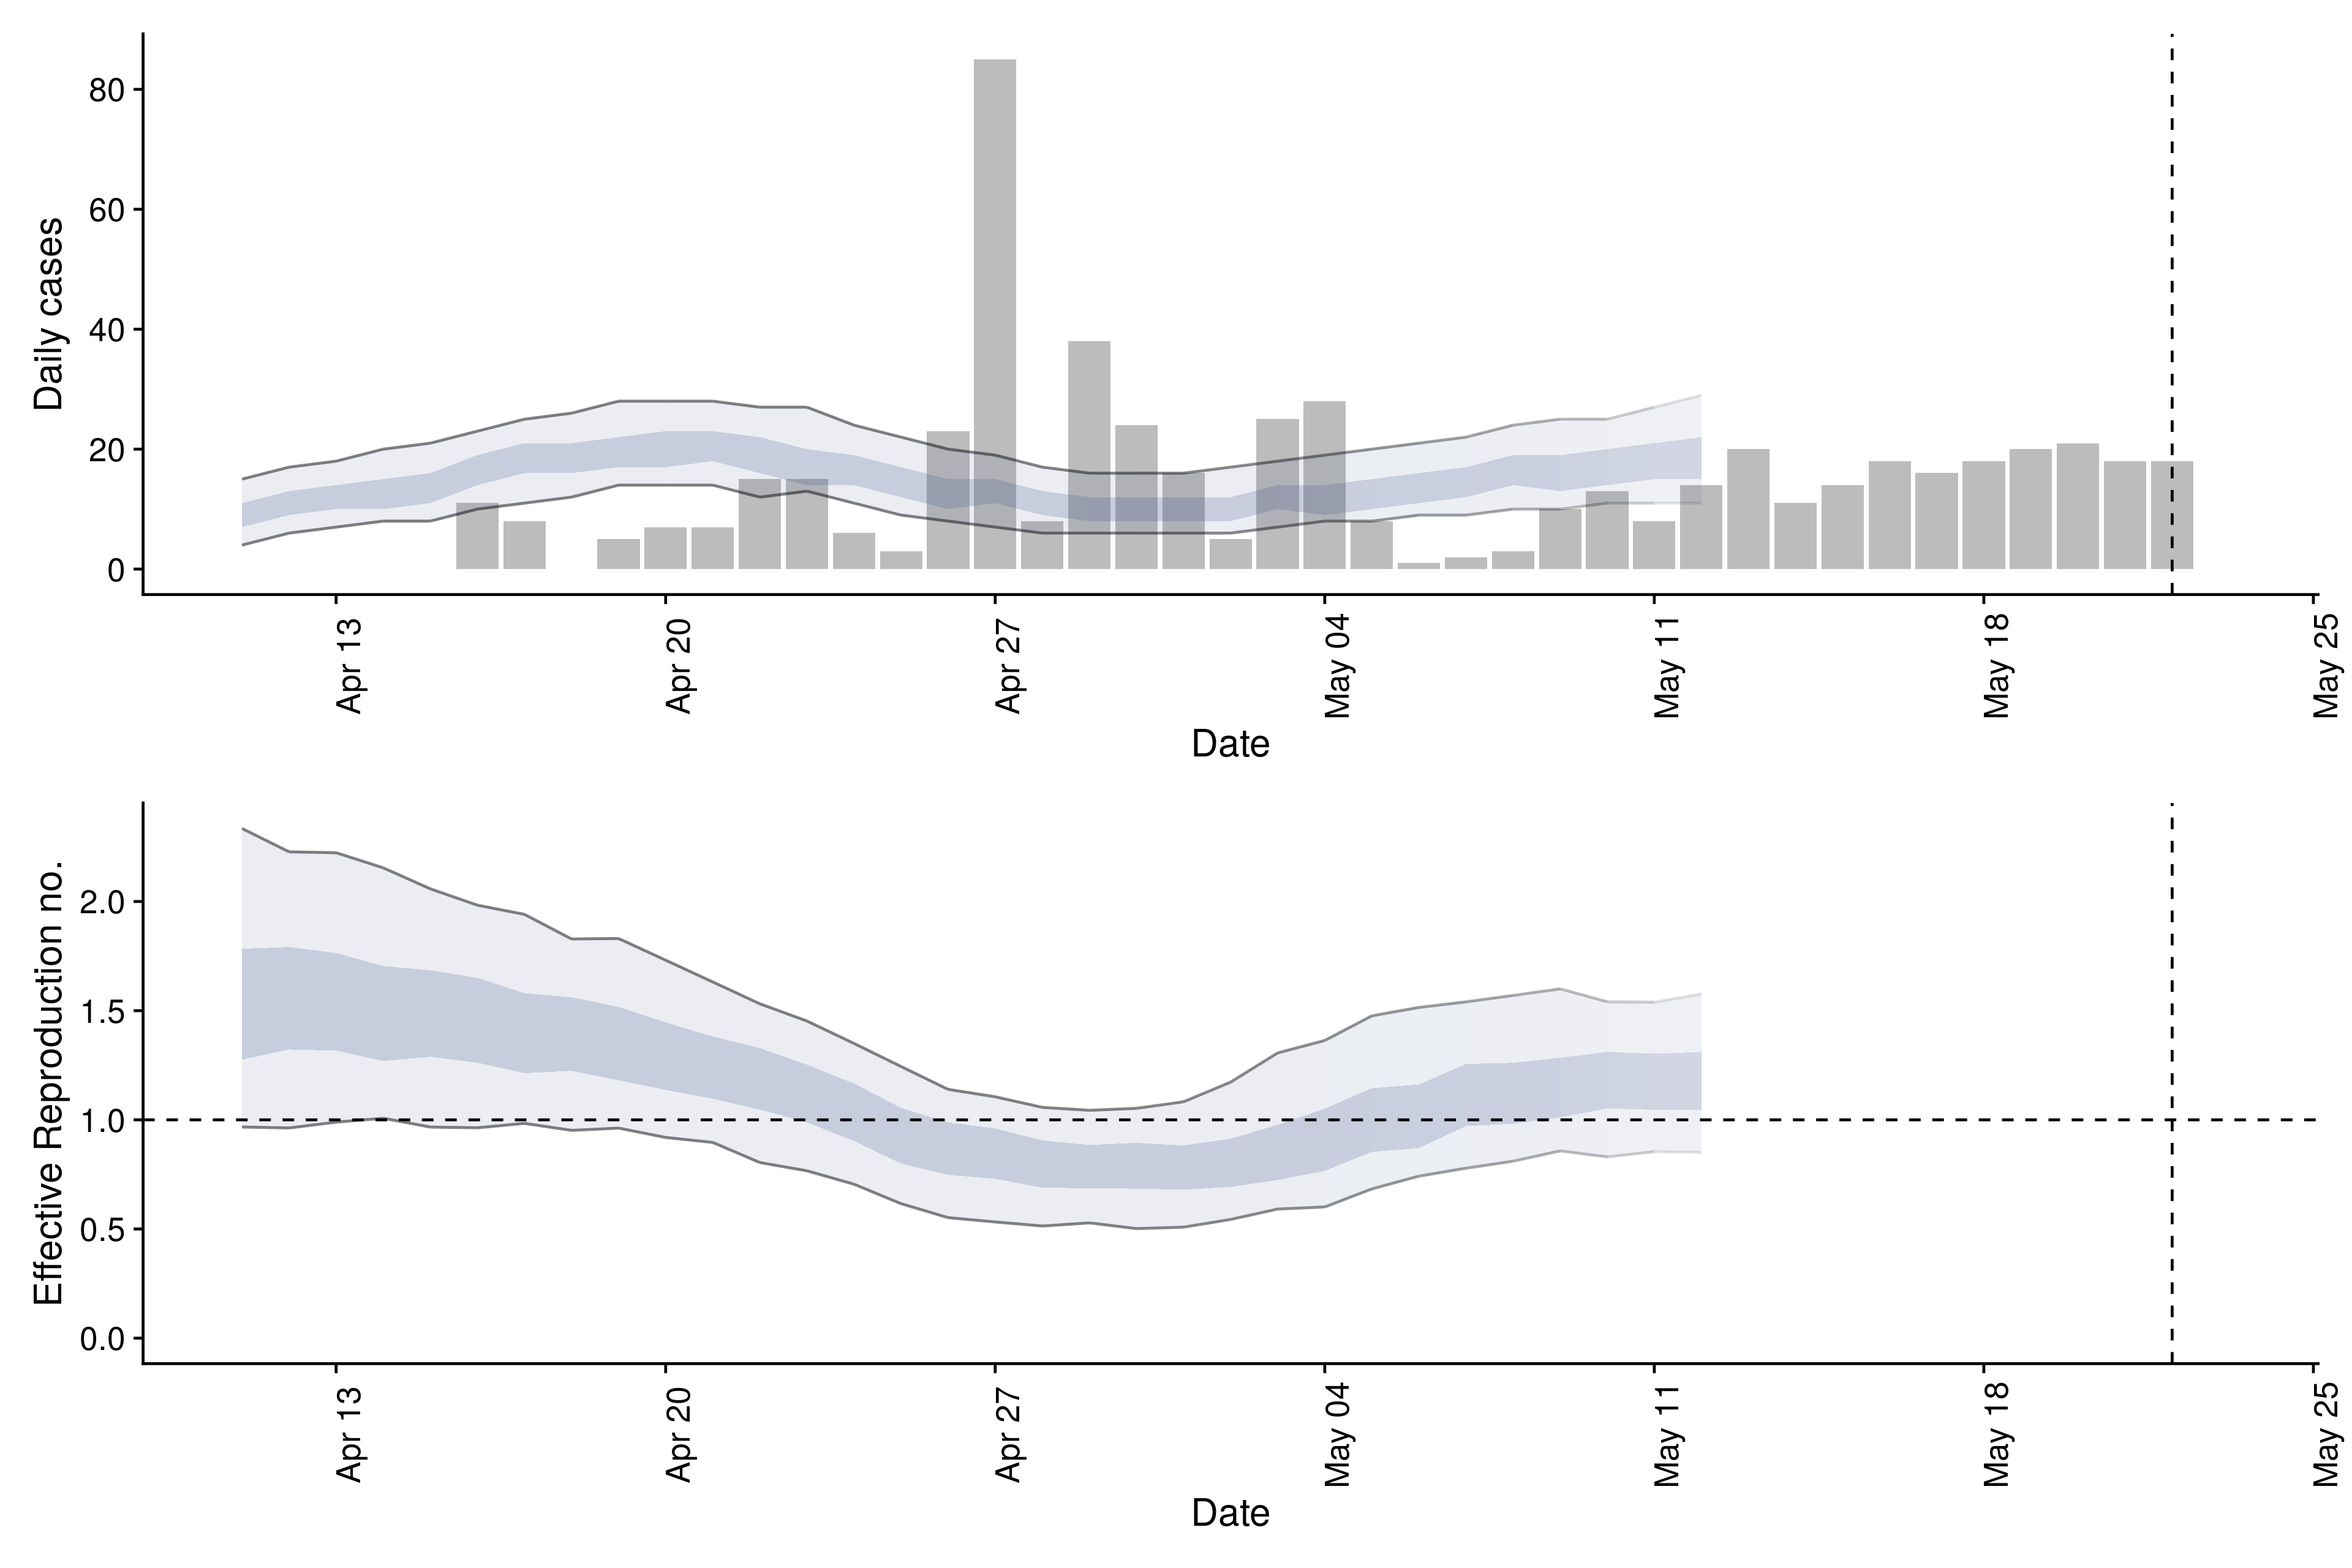 Daily cases
80
60
40
20
0
Apr 13
Apr 20
Apr 27
May 04
May 11
May 18
May 25
Date
Effective Reproduction no.
2.0
1.5
1.0
0.5
0.0
Apr 13
Apr 20
Apr 27
May 04
May 11
May 18
May 25
Date